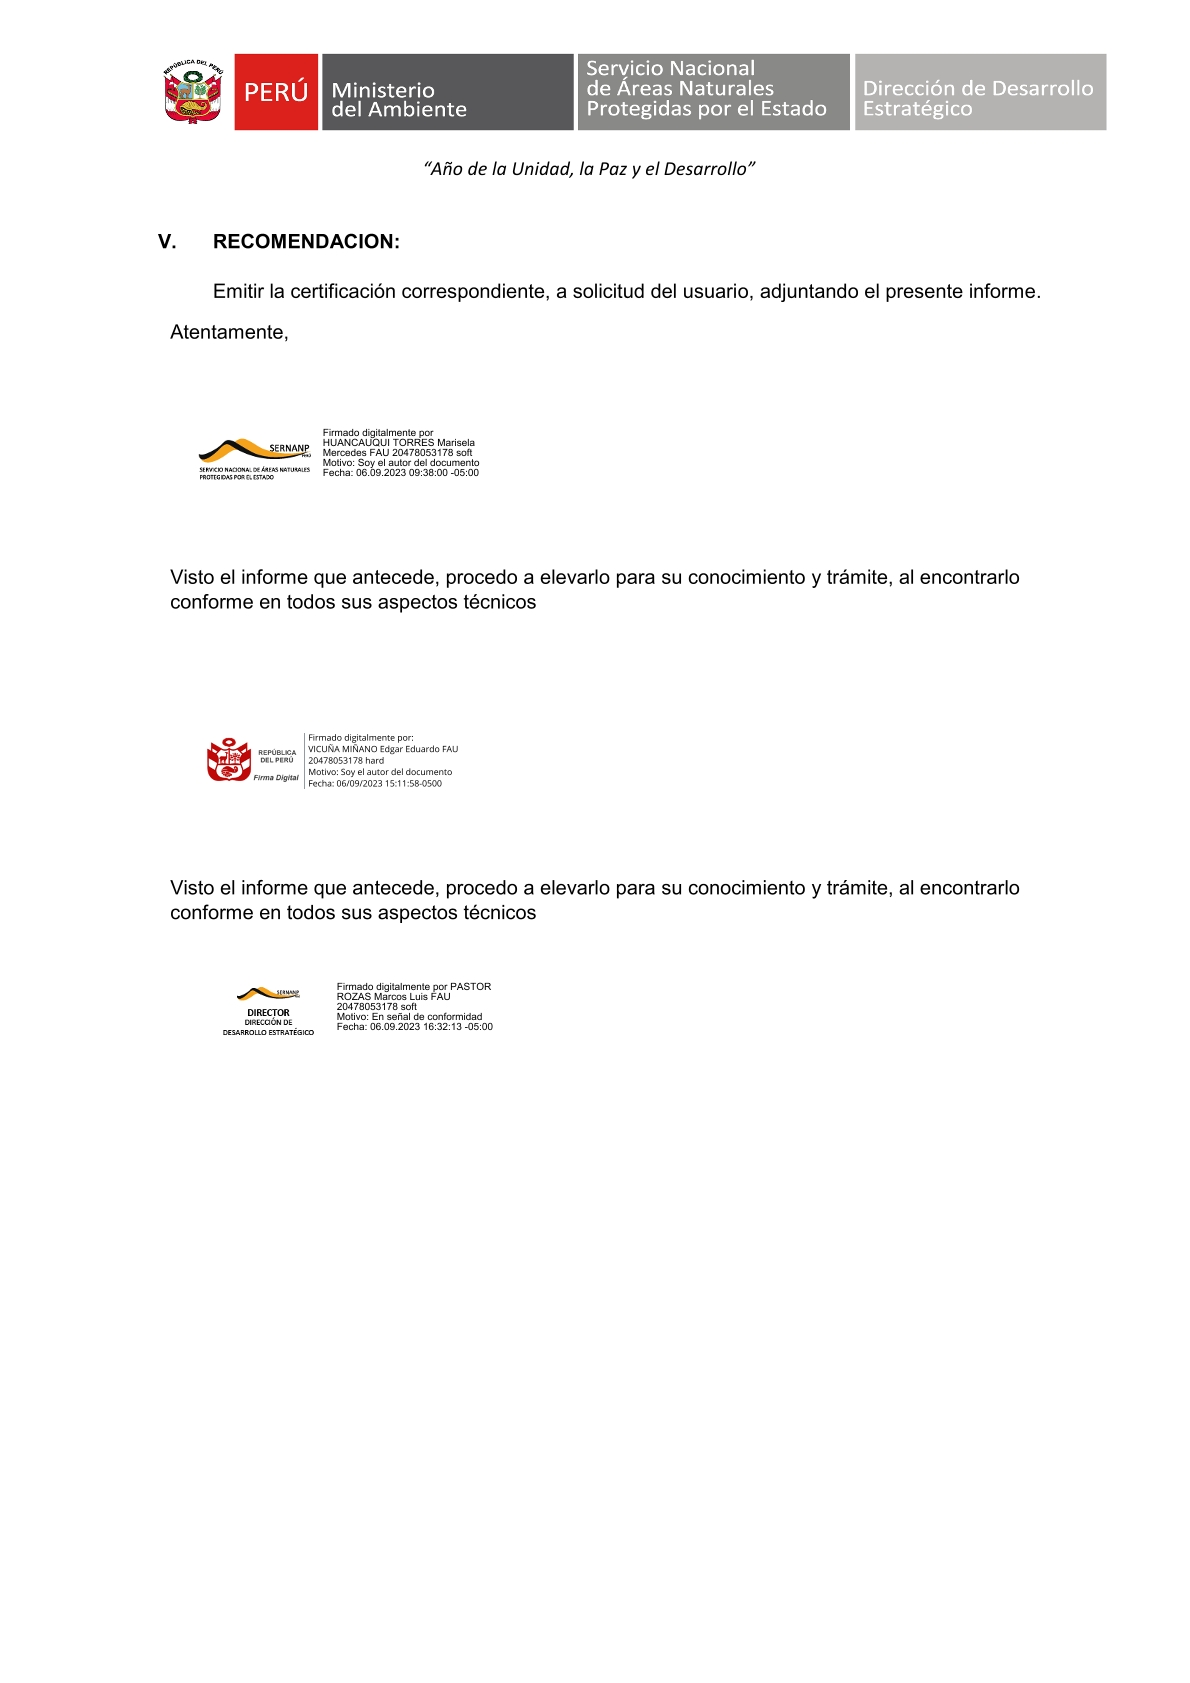 REPÚBLICA DEL PERÚ
PERÚ
Ministerio
del Ambiente
Servicio Nacional
de Áreas Naturales
Protegidas por el Estado
Dirección de Desarrollo
Estratégico
“Año de la Unidad, la Paz y el Desarrollo”
V. RECOMENDACION:
Emitir la certificación correspondiente, a solicitud del usuario, adjuntando el presente informe.
Atentamente,
SERNANP
PERÚ
SERVICIO NACIONAL DE ÁREAS NATURALES
PROTEGIDAS POR EL ESTADO
Firmado digitalmente por
HUANCAUQUI TORRES Marisela
Mercedes FAU 20478053178 soft
Motivo: Soy el autor del documento
Fecha: 06.09.2023 09:38:00 -05:00
Visto el informe que antecede, procedo a elevarlo para su conocimiento y trámite, al encontrarlo
conforme en todos sus aspectos técnicos
REPÚBLICA
DEL PERÚ
Firma Digital
Firmado digitalmente por:
VICUÑA MIÑANO Edgar Eduardo FAU
20478053178 hard
Motivo: Soy el autor del documento
Fecha: 06/09/2023 15:11:58-0500
Visto el informe que antecede, procedo a elevarlo para su conocimiento y trámite, al encontrarlo
conforme en todos sus aspectos técnicos
SERNANP
DIRECTOR
DIRECCIÓN DE
DESARROLLO ESTRATÉGICO
Firmado digitalmente por PASTOR
ROZAS Marcos Luis FAU
20478053178 soft
Motivo: En señal de conformidad
Fecha: 06.09.2023 16:32:13 -05:00